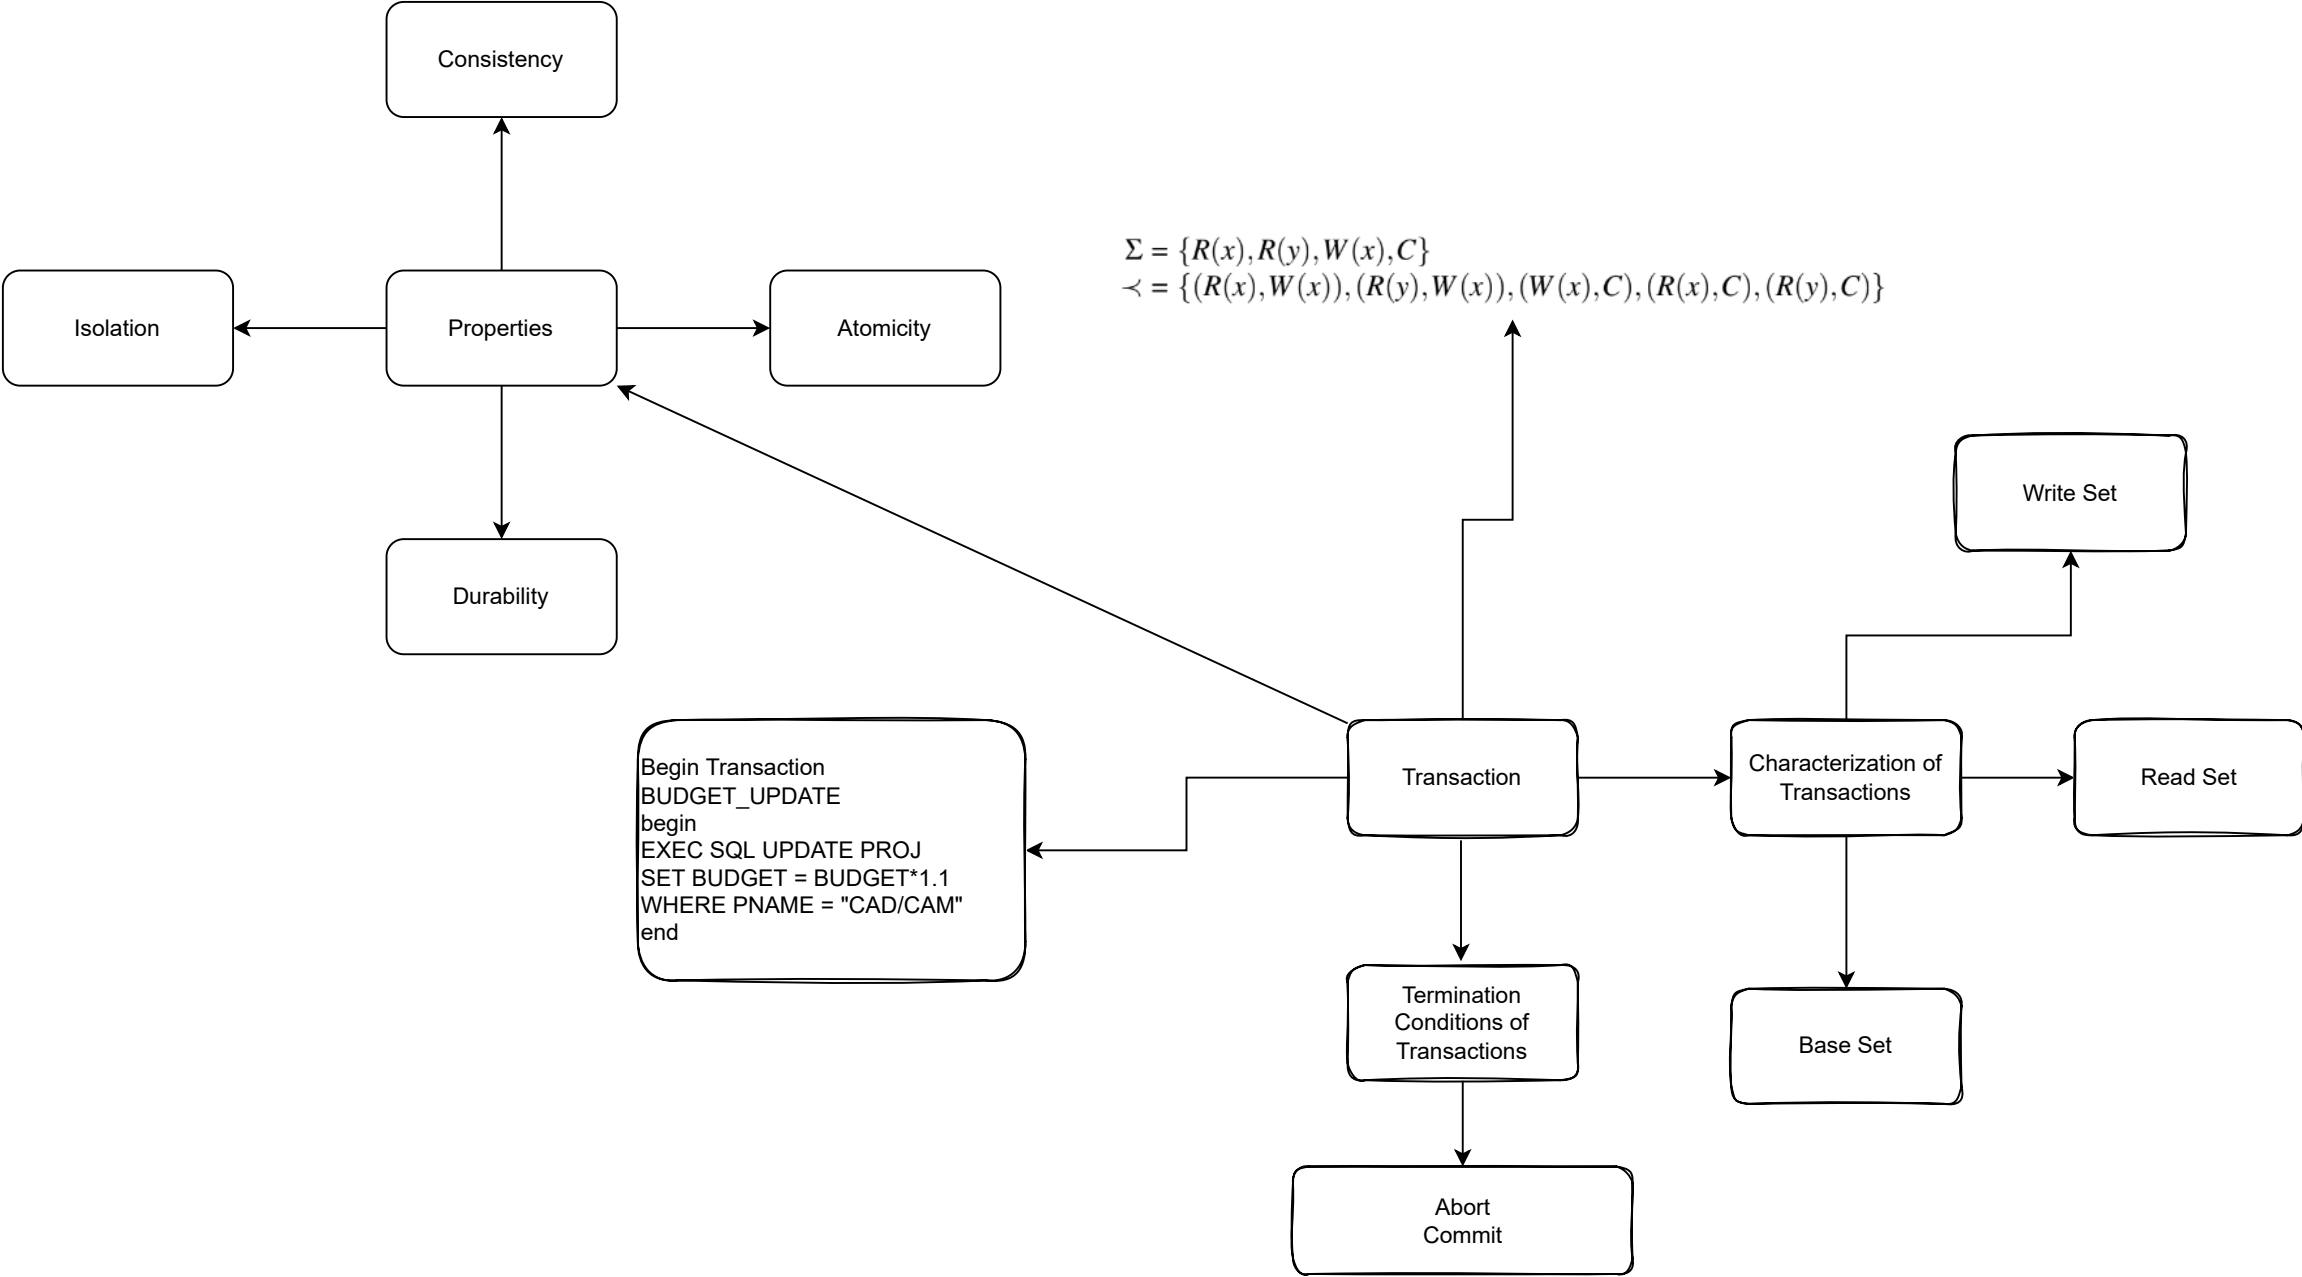 Consistency
Isolation
Properties
Atomicity
Durability
Σ = {R(x),R(y),W(x),C}
≺ = {(R(x),W(x)),(R(y),W(x)),(W(x),C),(R(x),C),(R(y),C)}
Write Set
Begin Transaction
BUDGET_UPDATE
begin
EXEC SQL UPDATE PROJ
SET BUDGET = BUDGET*1.1
WHERE PNAME = "CAD/CAM"
end
Transaction
Characterization of
Transactions
Read Set
Termination
Conditions of
Transactions
Base Set
Abort
Commit